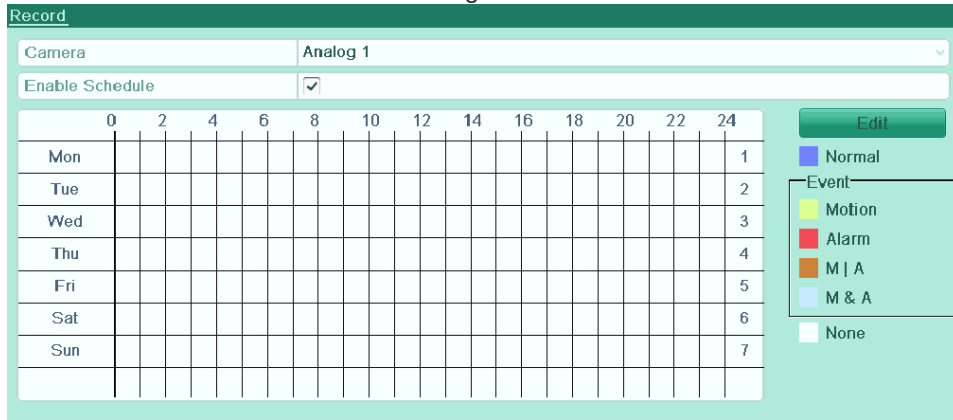 Record
Camera Analog 1
Enable Schedule
0 2 4 6 8 10 12 14 16 18 20 22 24
Mon 1
Tue 2
Wed 3
Thu 4
Fri 5
Sat 6
Sun 7
Edit
Normal
Event
Motion
Alarm
M | A
M & A
None